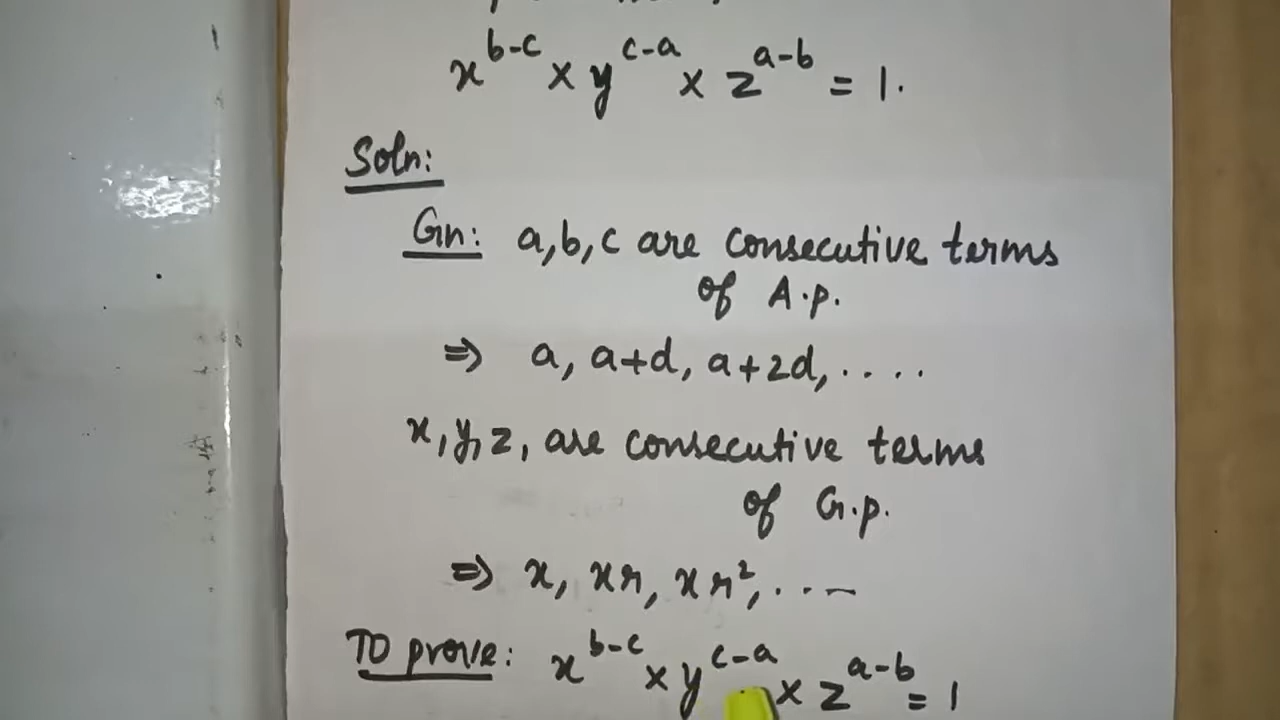 x^{b-c} × y^{c-a} × z^{a-b} = 1.
Soln:
Gn: a,b,c are consecutive terms
of A.p.
⇒ a, a+d, a+2d, ....
x,y,z, are consecutive terms
of G.p.
⇒ x, xr, xr², ...
To prove: x^{b-c} × y^{c-a} × z^{a-b} = 1